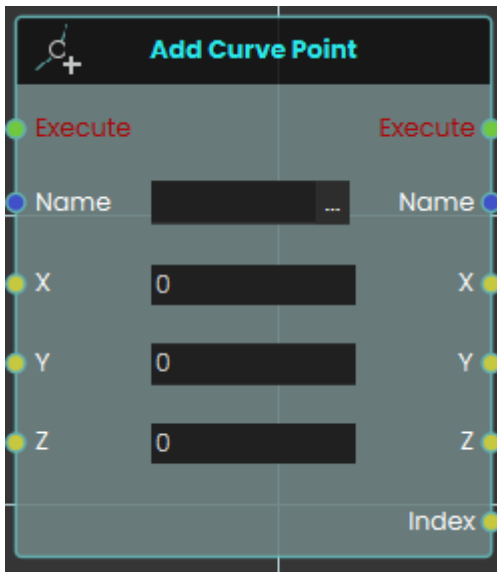 Add Curve Point
Execute Execute
Name ... Name
X 0 X
Y 0 Y
Z 0 Z
Index